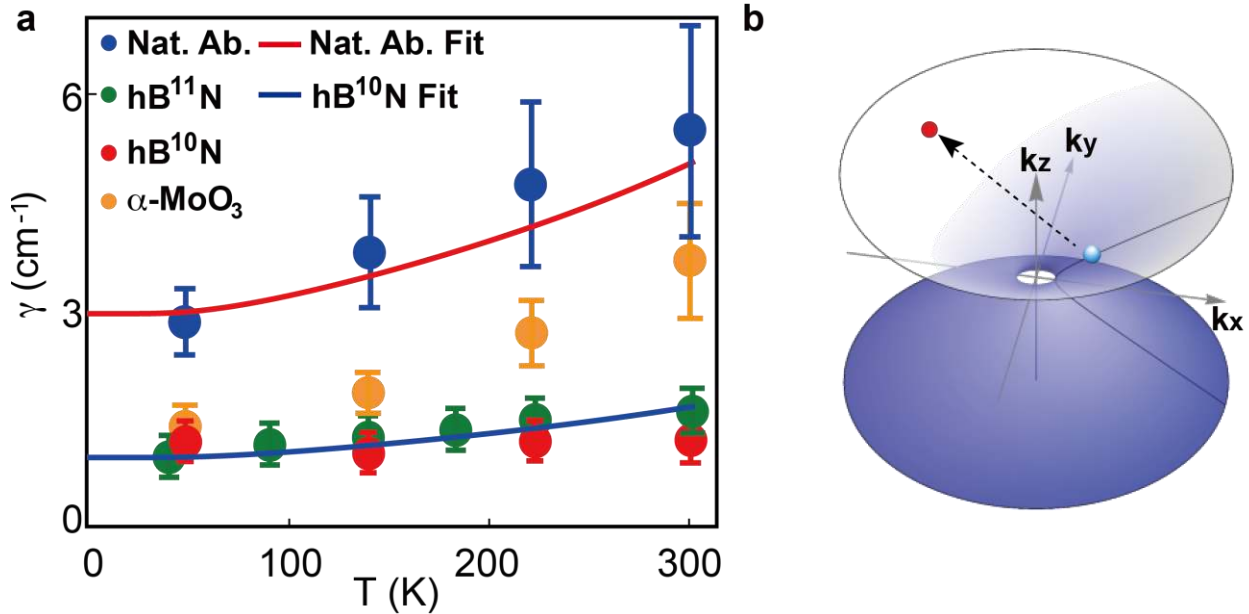 a
Nat. Ab. Nat. Ab. Fit
hB¹¹N hB¹⁰N Fit
hB¹⁰N
α-MoO₃
γ (cm⁻¹)
6
3
0
0 100 200 300
T (K)
b
kz
ky
kx